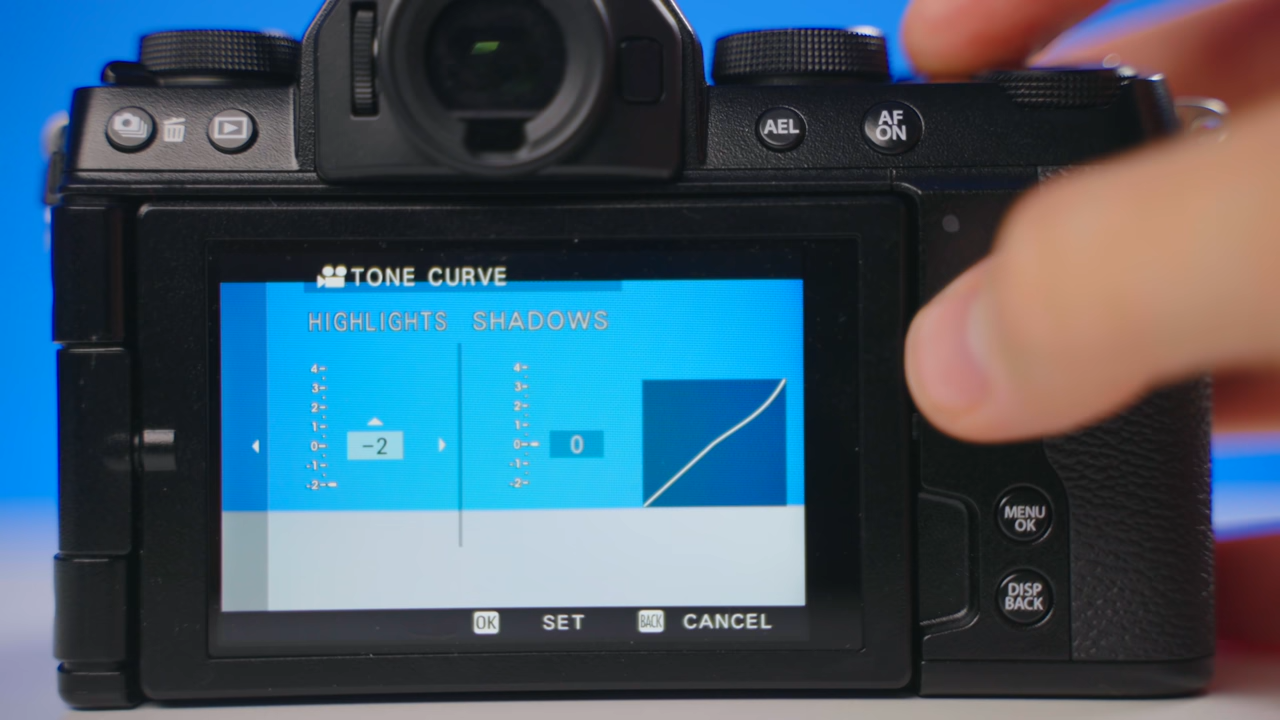 AEL
AF
ON
TONE CURVE
HIGHLIGHTS SHADOWS
4 4
3 3
2 2
1 1
0 0
-1 -1
-2 -2
-2 0
OK SET BACK CANCEL
MENU
OK
DISP
BACK